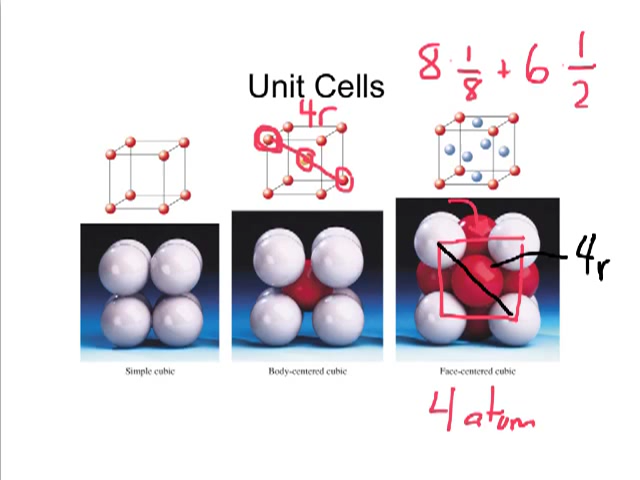 8 · 1/8 + 6 · 1/2
Unit Cells
4r
4r
Simple cubic
Body-centered cubic
Face-centered cubic
4 atom